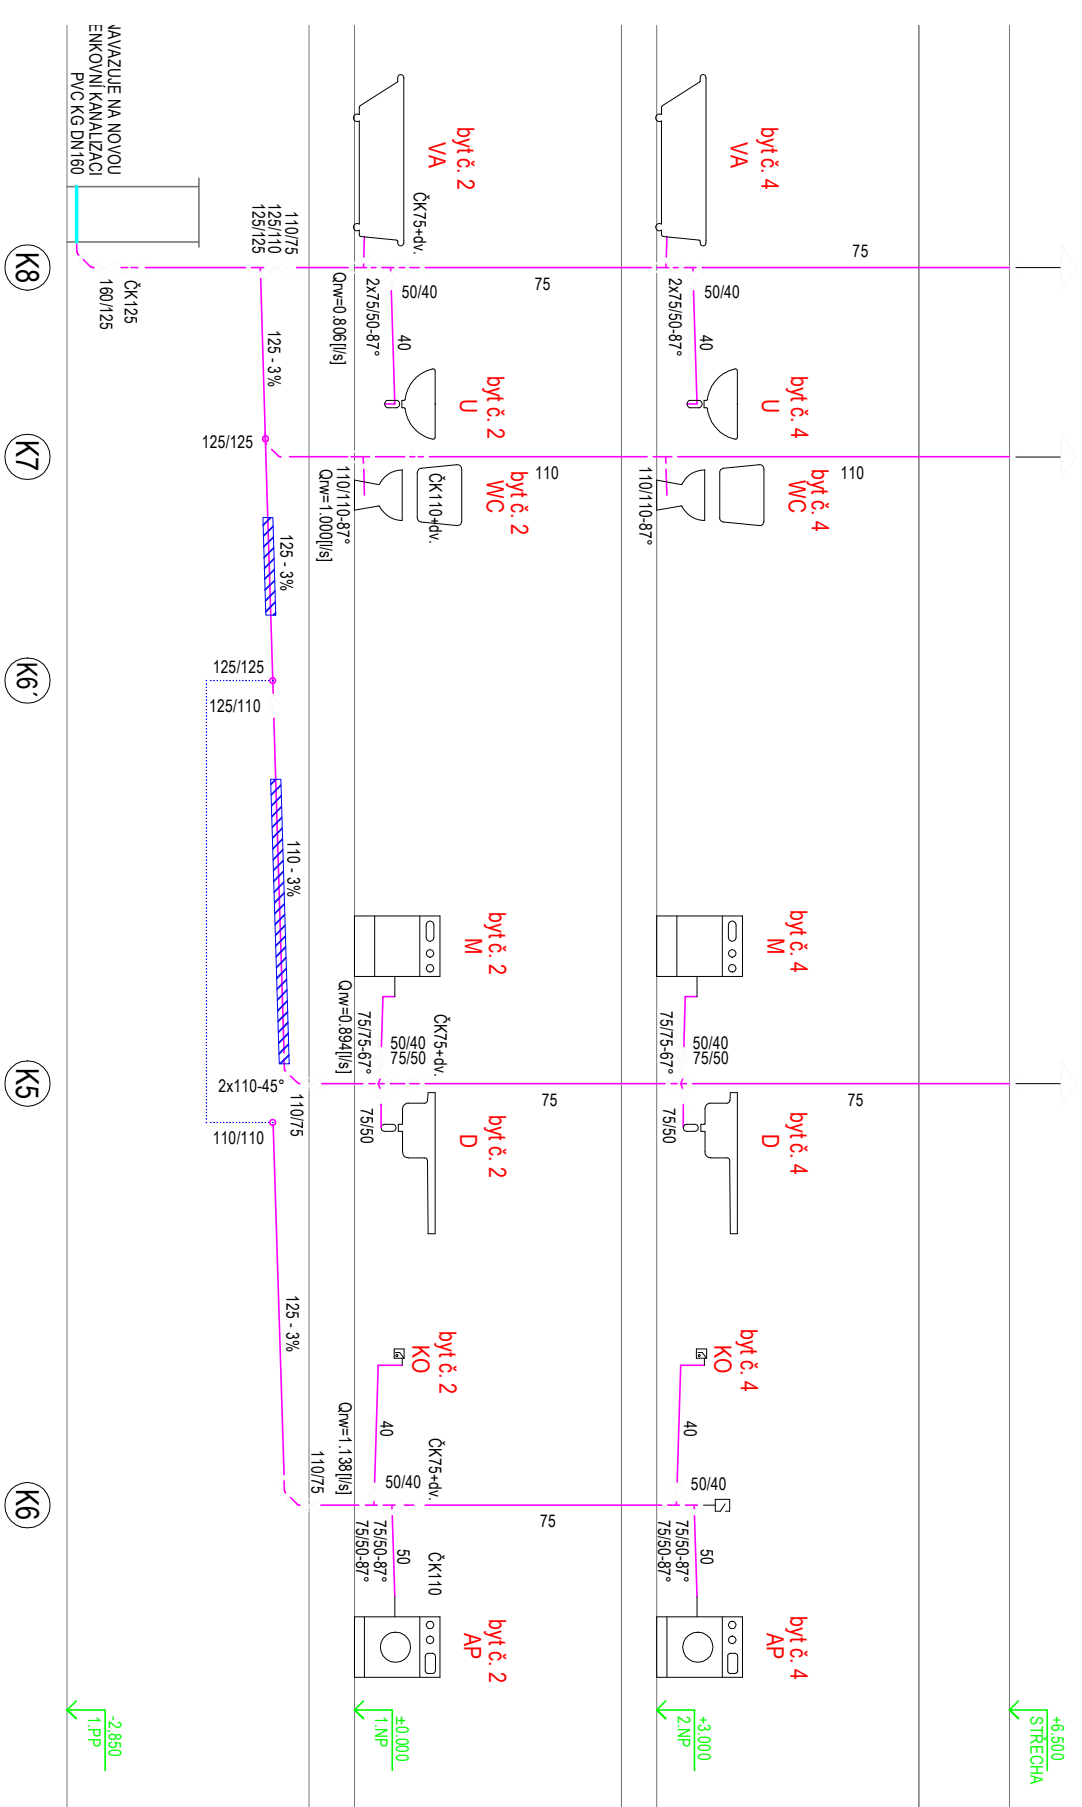 NAVAZUJE NA NOVOU
ENKOVNÍ KANALIZACI
PVC KG DN160
K8
ČK125
160/125
110/75
125/110
125/125
125 - 3%
byt č. 2
VA
ČK75+dv.
Qrw=0.806[l/s]
2x75/50-87°
50/40
40
75
byt č. 4
VA
2x75/50-87°
50/40
40
75
byt č. 2
U
byt č. 4
U
K7
125/125
110/110-87°
Qrw=1.000[l/s]
ČK110+dv.
byt č. 2
WC
110
110/110-87°
byt č. 4
WC
110
125 - 3%
K6´
125/125
125/110
110 - 3%
byt č. 2
M
byt č. 4
M
Qrw=0.894[l/s]
75/75-67°
50/40
75/50
ČK75+dv.
75/75-67°
50/40
75/50
K5
2x110-45°
110/75
110/110
75/50
75
75/50
75
byt č. 2
D
byt č. 4
D
125 - 3%
byt č. 2
KO
byt č. 4
KO
40
40
K6
Qrw=1.138[l/s]
110/75
50/40
ČK75+dv.
75
50/40
75/50-87°
75/50-87°
50
ČK110
75/50-87°
75/50-87°
50
byt č. 2
AP
byt č. 4
AP
-2,850
1.PP
±0.000
1.NP
+3.000
2.NP
+6.500
STŘECHA